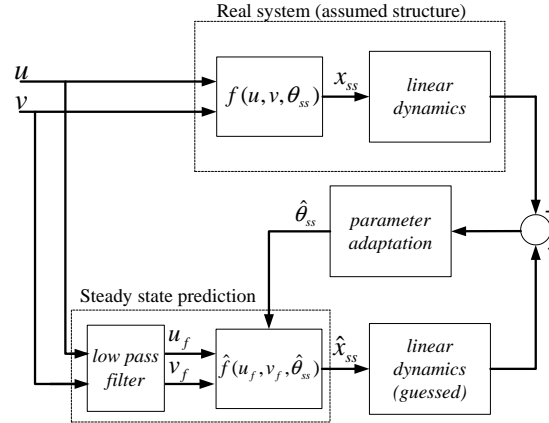 Real system (assumed structure)
u
v
f(u, v, θ_ss)
x_ss
linear
dynamics
θ̂_ss
parameter
adaptation
Steady state prediction
low pass
filter
u_f
v_f
f̂(u_f, v_f, θ̂_ss)
x̂_ss
linear
dynamics
(guessed)